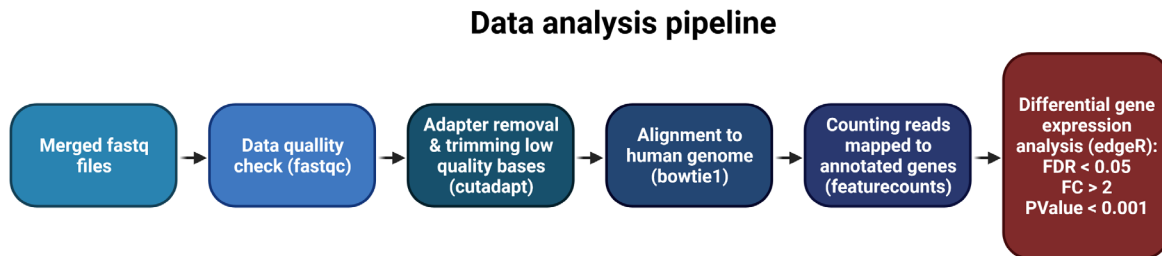 Data analysis pipeline
Merged fastq
files
Data quallity
check (fastqc)
Adapter removal
& trimming low
quality bases
(cutadapt)
Alignment to
human genome
(bowtie1)
Counting reads
mapped to
annotated genes
(featurecounts)
Differential gene
expression
analysis (edgeR):
FDR < 0.05
FC > 2
PValue < 0.001